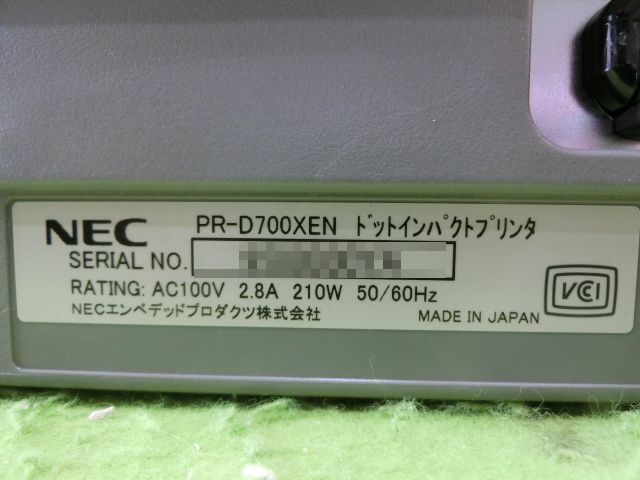 NEC PR-D700XEN ﾄﾞｯﾄｲﾝﾊﾟｸﾄﾌﾟﾘﾝﾀ
SERIAL NO.
RATING: AC100V 2.8A 210W 50/60Hz
NECエンベデッドプロダクツ株式会社
MADE IN JAPAN
VCCI